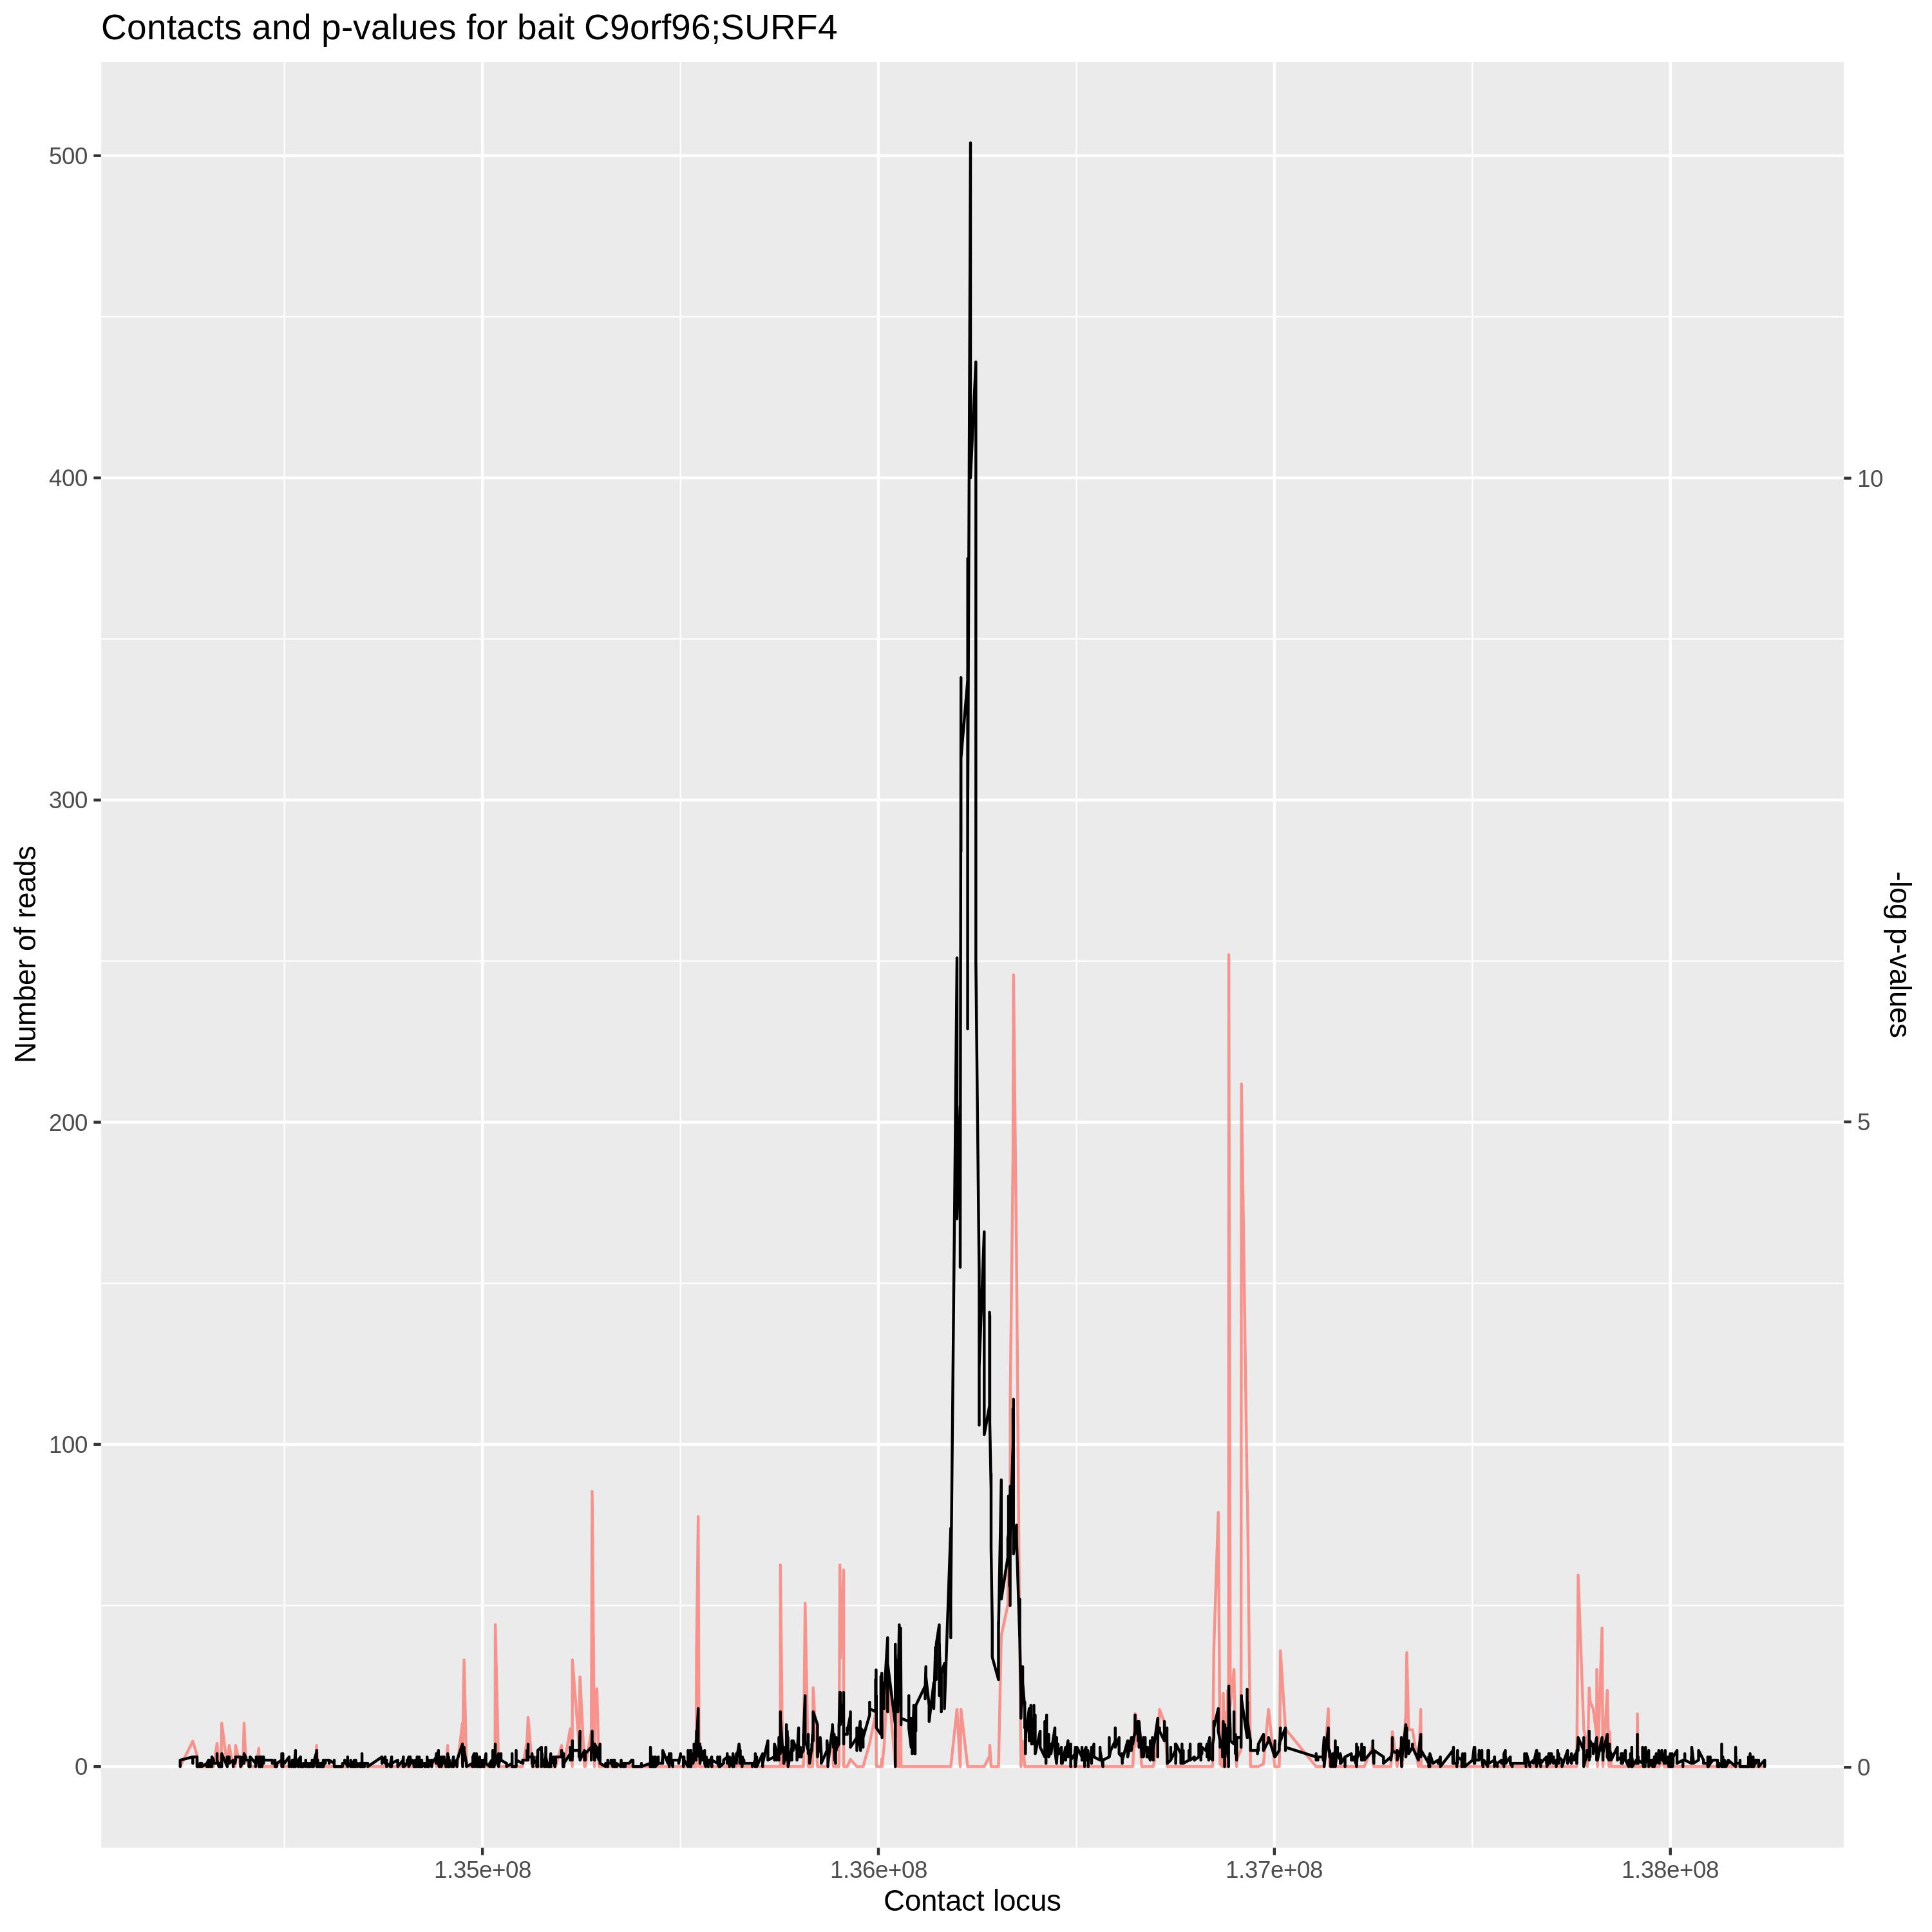 Contacts and p-values for bait C9orf96;SURF4
Number of reads
500
400
300
200
100
0
10
5
0
-log p-values
1.35e+08
1.36e+08
1.37e+08
1.38e+08
Contact locus